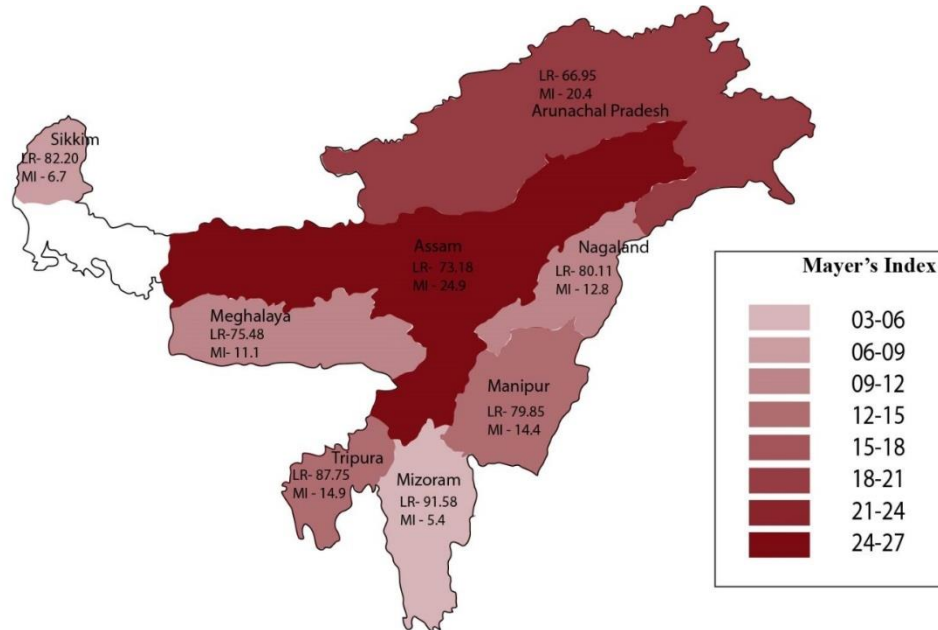 LR- 66.95
MI - 20.4
Arunachal Pradesh
Sikkim
LR- 82.20
MI - 6.7
Assam
LR- 73.18
MI - 24.9
Nagaland
LR- 80.11
MI - 12.8
Meghalaya
LR-75.48
MI- 11.1
Manipur
LR- 79.85
MI - 14.4
Tripura
LR- 87.75
MI - 14.9
Mizoram
LR- 91.58
MI - 5.4
Mayer's Index
03-06
06-09
09-12
12-15
15-18
18-21
21-24
24-27